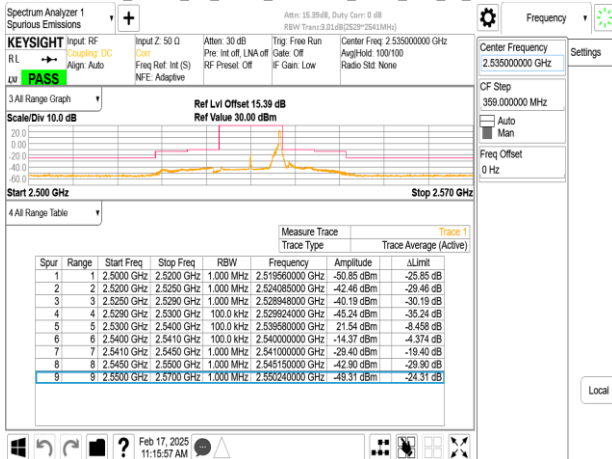 Spectrum Analyzer 1
Spurious Emissions
Attn: 15.39dB, Duty Corr: 0 dB
RBW Trans:3.01dB(2529~2541MHz)
Frequency
KEYSIGHT
RL
LXI
PASS
Input: RF
Coupling: DC
Align: Auto
Input Z: 50 Ω
Corr
Freq Ref: Int (S)
NFE: Adaptive
Atten: 30 dB
Pre: Int off, LNA off
RF Preset: Off
Trig: Free Run
Gate: Off
IF Gain: Low
Center Freq: 2.535000000 GHz
Avg|Hold: 100/100
Radio Std: None
Center Frequency
2.535000000 GHz
Settings
CF Step
359.000000 MHz
Auto
Man
Freq Offset
0 Hz
3 All Range Graph
Scale/Div 10.0 dB
Ref Lvl Offset 15.39 dB
Ref Value 30.00 dBm
20.0
0.00
-20.0
-40.0
-60.0
Start 2.500 GHz
Stop 2.570 GHz
4 All Range Table
Measure Trace Trace 1
Trace Type Trace Average (Active)
Spur Range Start Freq Stop Freq RBW Frequency Amplitude ΔLimit
1 1 2.5000 GHz 2.5200 GHz 1.000 MHz 2.519560000 GHz -50.85 dBm -25.85 dB
2 2 2.5200 GHz 2.5250 GHz 1.000 MHz 2.524085000 GHz -42.46 dBm -29.46 dB
3 3 2.5250 GHz 2.5290 GHz 1.000 MHz 2.528948000 GHz -40.19 dBm -30.19 dB
4 4 2.5290 GHz 2.5300 GHz 100.0 kHz 2.529924000 GHz -45.24 dBm -35.24 dB
5 5 2.5300 GHz 2.5400 GHz 100.0 kHz 2.539580000 GHz 21.54 dBm -8.458 dB
6 6 2.5400 GHz 2.5410 GHz 100.0 kHz 2.540000000 GHz -14.37 dBm -4.374 dB
7 7 2.5410 GHz 2.5450 GHz 1.000 MHz 2.541000000 GHz -29.40 dBm -19.40 dB
8 8 2.5450 GHz 2.5500 GHz 1.000 MHz 2.545150000 GHz -42.90 dBm -29.90 dB
9 9 2.5500 GHz 2.5700 GHz 1.000 MHz 2.550240000 GHz -49.31 dBm -24.31 dB
Local
?
Feb 17, 2025
11:15:57 AM